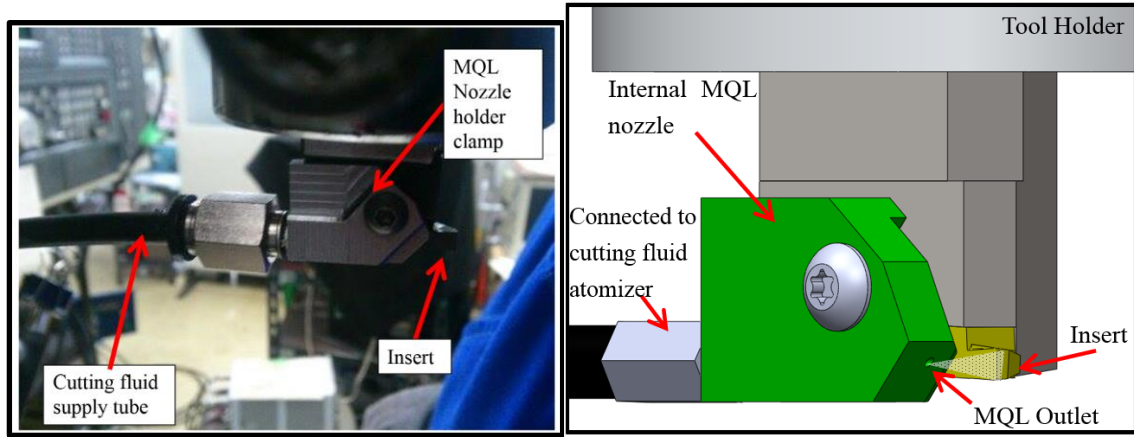 MQL
Nozzle
holder
clamp
Insert
Cutting fluid
supply tube
Tool Holder
Internal MQL
nozzle
Connected to
cutting fluid
atomizer
Insert
MQL Outlet